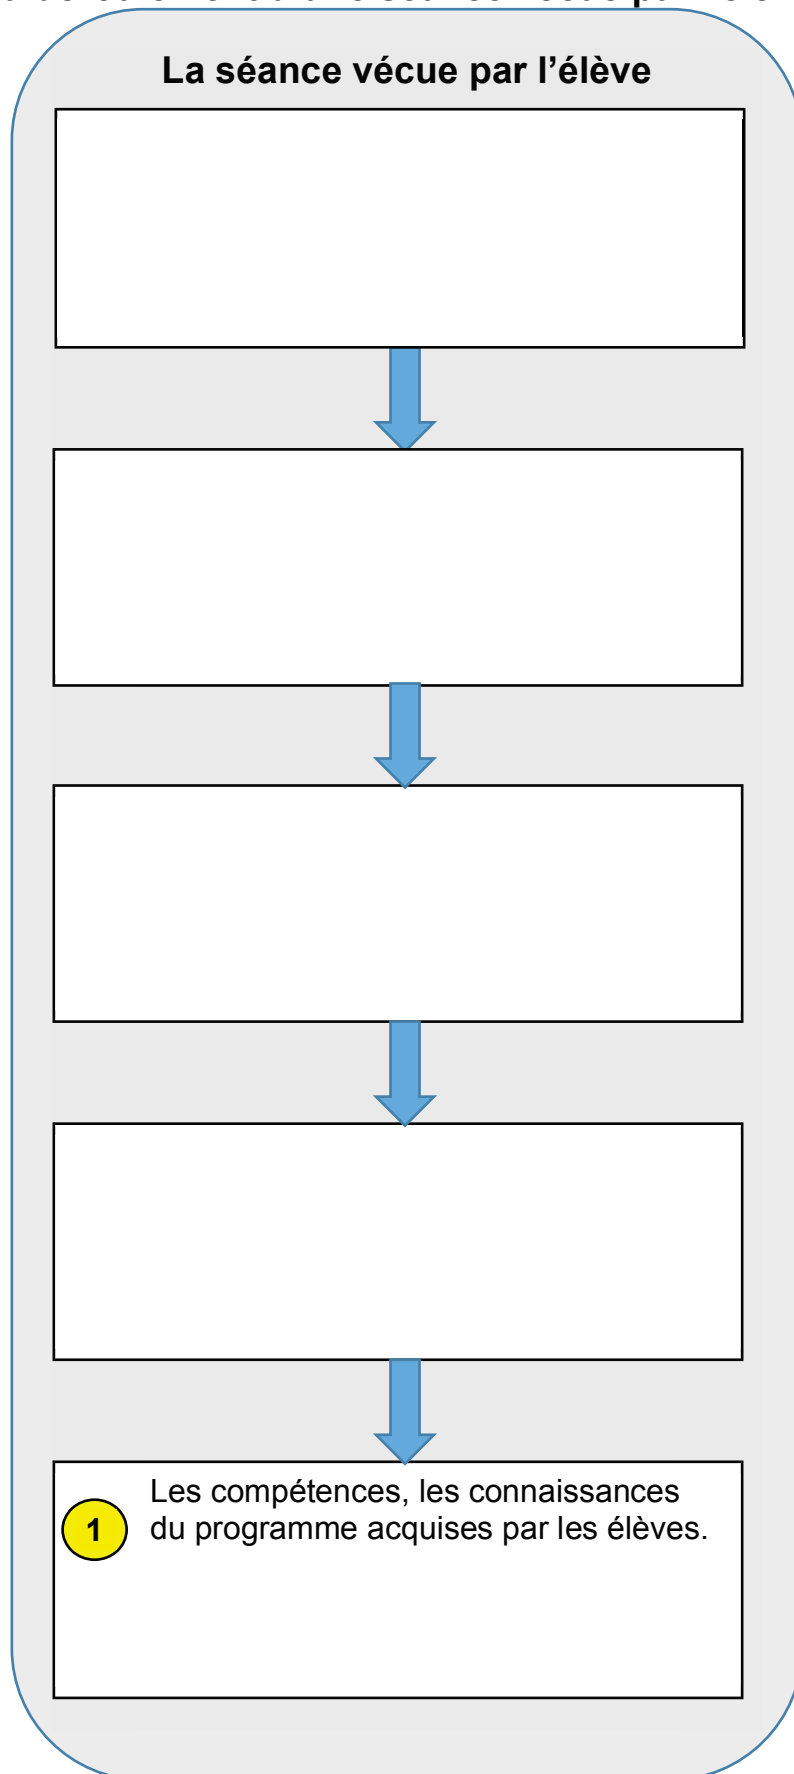 La séance vécue par l'élève
Les compétences, les connaissances
1 du programme acquises par les élèves.